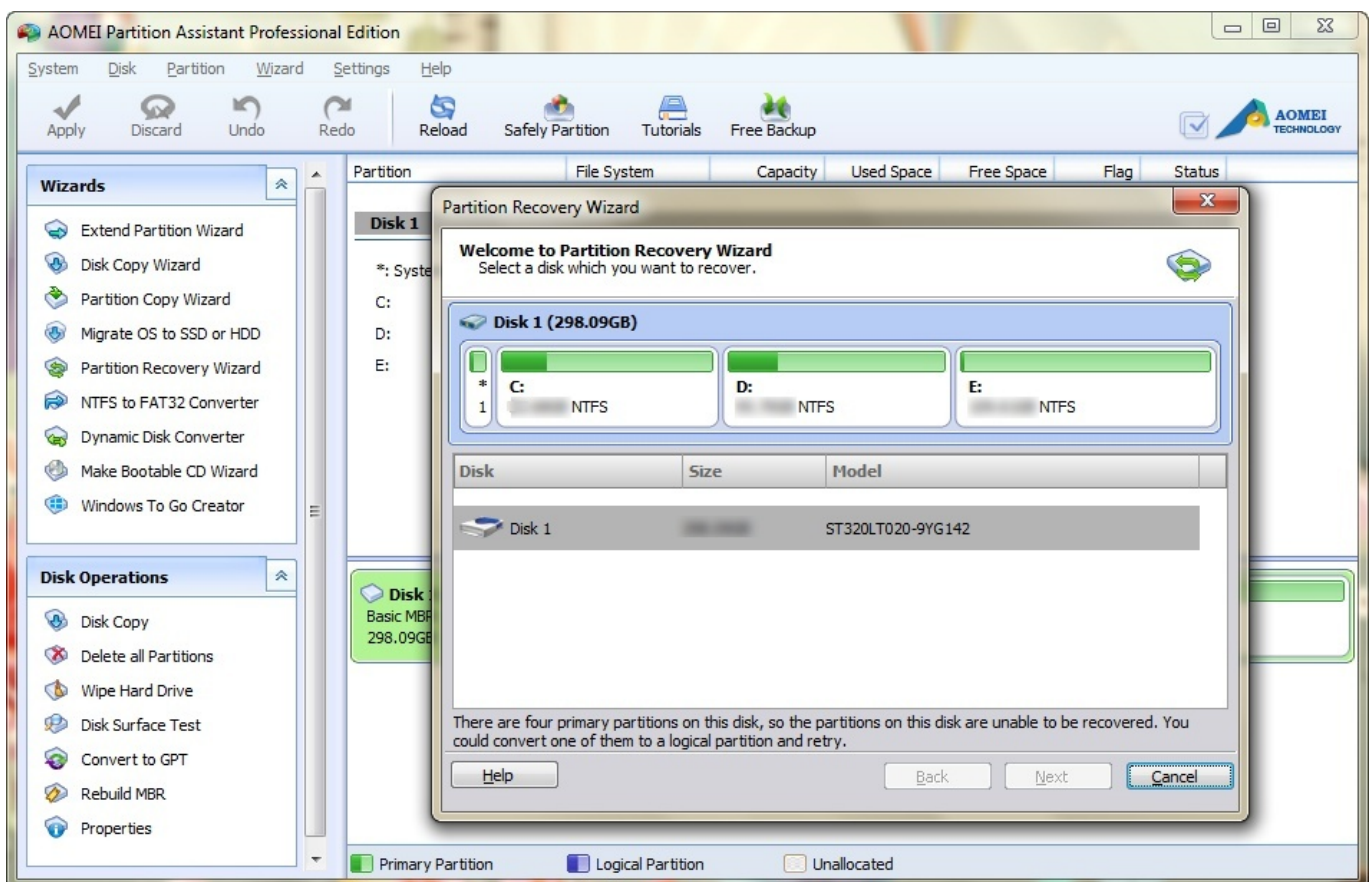 AOMEI Partition Assistant Professional Edition
System Disk Partition Wizard Settings Help
Apply Discard Undo Redo Reload Safely Partition Tutorials Free Backup
AOMEI
TECHNOLOGY
Wizards
Extend Partition Wizard
Disk Copy Wizard
Partition Copy Wizard
Migrate OS to SSD or HDD
Partition Recovery Wizard
NTFS to FAT32 Converter
Dynamic Disk Converter
Make Bootable CD Wizard
Windows To Go Creator
Disk Operations
Disk Copy
Delete all Partitions
Wipe Hard Drive
Disk Surface Test
Convert to GPT
Rebuild MBR
Properties
Partition File System Capacity Used Space Free Space Flag Status
Disk 1
*: Syste
C:
D:
E:
Disk
Basic MBR
298.09GB
Partition Recovery Wizard
Welcome to Partition Recovery Wizard
Select a disk which you want to recover.
Disk 1 (298.09GB)
* C: D: E:
1 NTFS NTFS NTFS
Disk Size Model
Disk 1 ST320LT020-9YG142
There are four primary partitions on this disk, so the partitions on this disk are unable to be recovered. You
could convert one of them to a logical partition and retry.
Help Back Next Cancel
Primary Partition Logical Partition Unallocated